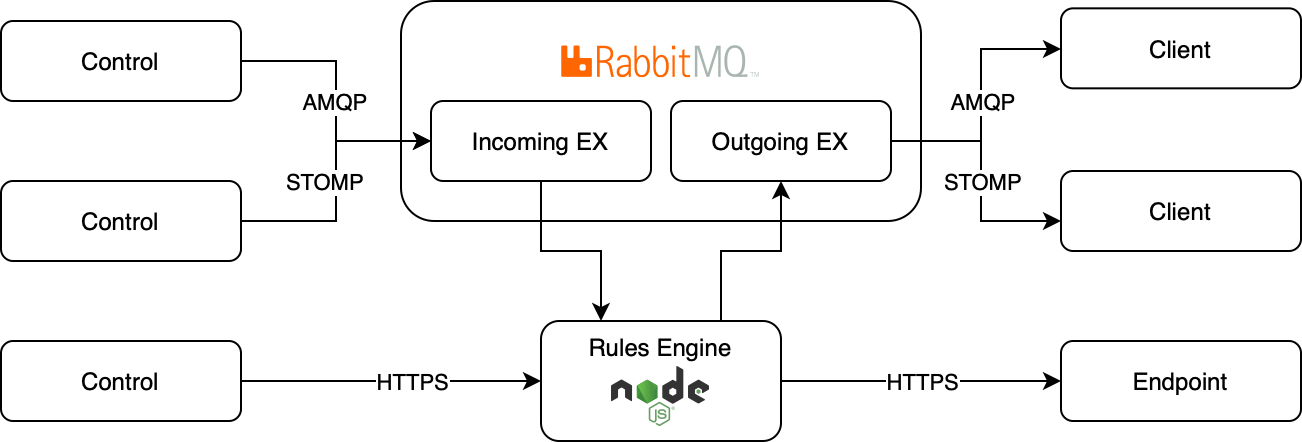 Control
AMQP
STOMP
Control
RabbitMQ™
Incoming EX
Outgoing EX
AMQP
STOMP
Client
Client
Control
HTTPS
Rules Engine
node
JS®
HTTPS
Endpoint